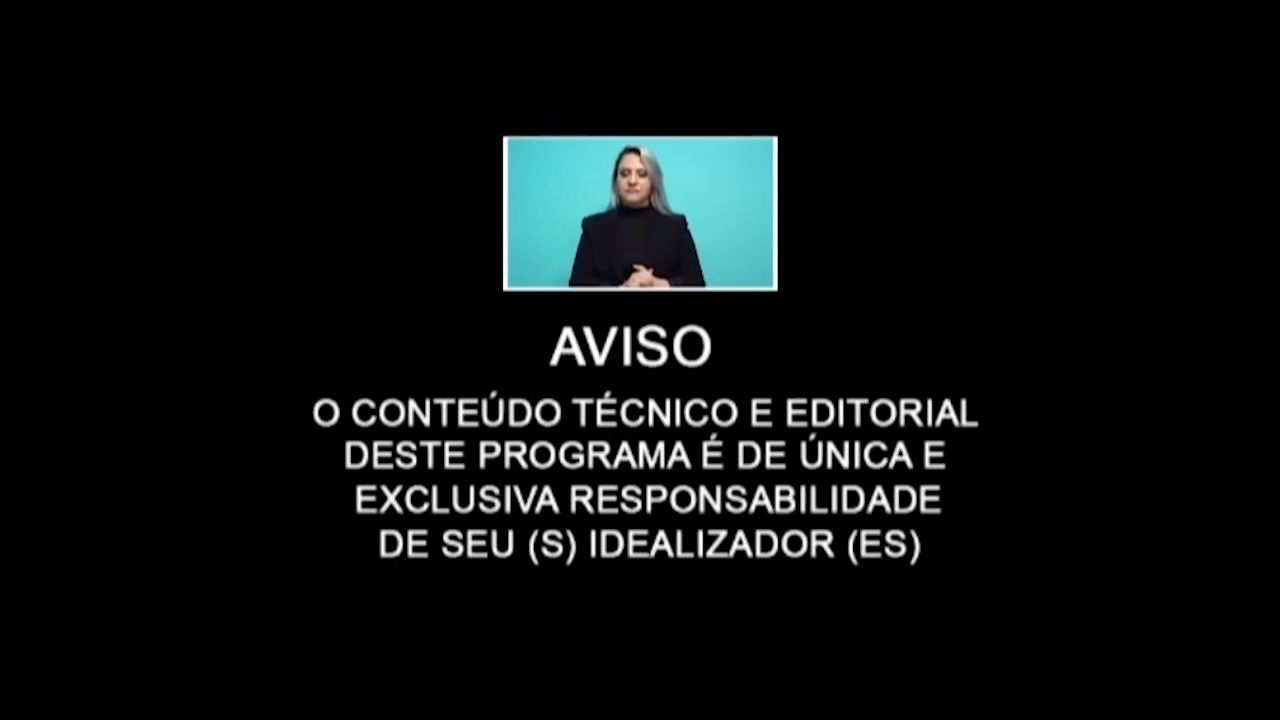 AVISO
O CONTEÚDO TÉCNICO E EDITORIAL
DESTE PROGRAMA É DE ÚNICA E
EXCLUSIVA RESPONSABILIDADE
DE SEU (S) IDEALIZADOR (ES)